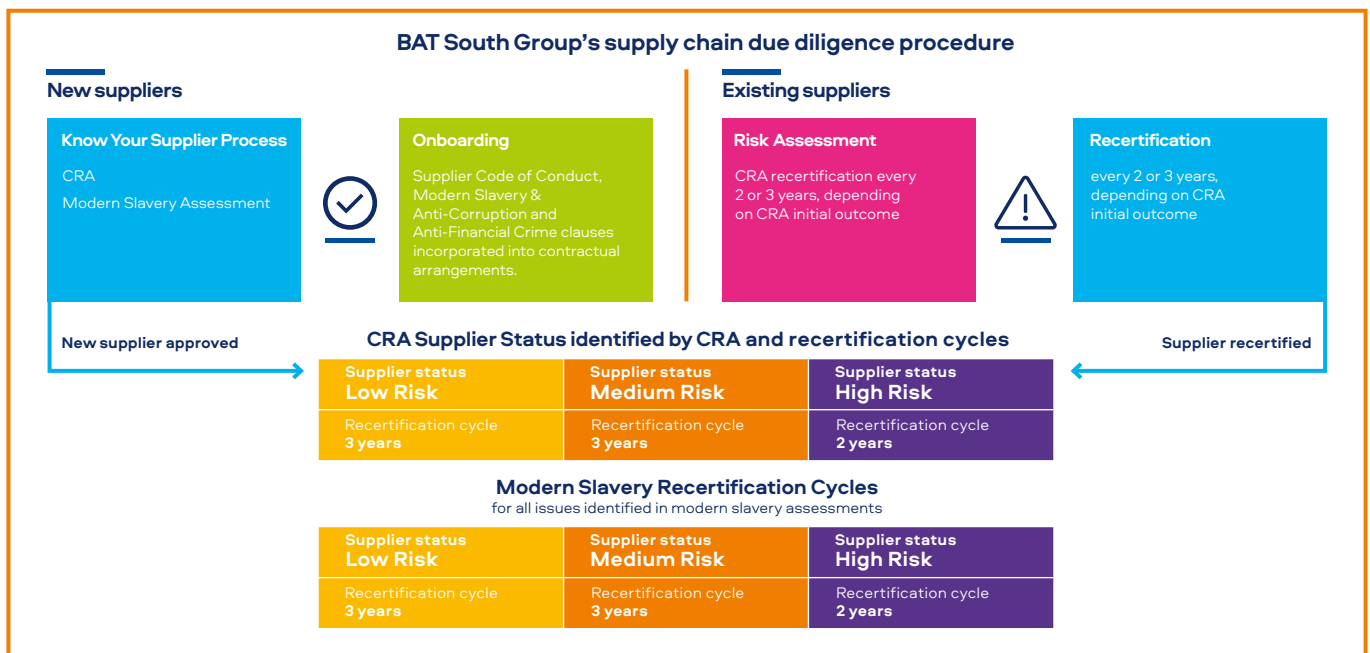 BAT South Group's supply chain due diligence procedure
New suppliers
Know Your Supplier Process
CRA
Modern Slavery Assessment
Onboarding
Supplier Code of Conduct,
Modern Slavery &
Anti-Corruption and
Anti-Financial Crime clauses
incorporated into contractual
arrangements.
Existing suppliers
Risk Assessment
CRA recertification every
2 or 3 years, depending
on CRA initial outcome
Recertification
every 2 or 3 years,
depending on CRA
initial outcome
New supplier approved
Supplier recertified
CRA Supplier Status identified by CRA and recertification cycles
Supplier status
Low Risk
Recertification cycle
3 years
Supplier status
Medium Risk
Recertification cycle
3 years
Supplier status
High Risk
Recertification cycle
2 years
Modern Slavery Recertification Cycles
for all issues identified in modern slavery assessments
Supplier status
Low Risk
Recertification cycle
3 years
Supplier status
Medium Risk
Recertification cycle
3 years
Supplier status
High Risk
Recertification cycle
2 years